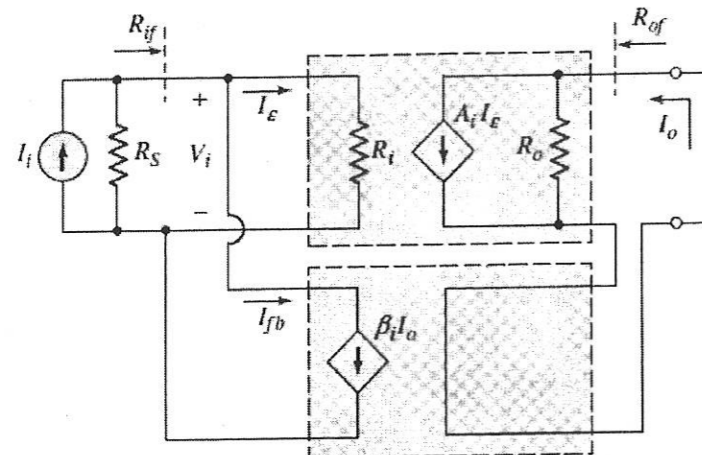 R_if
R_of
+
I_ε
A_i I_ε
I_o
I_i
R_S
V_i
R_i
R_o
−
I_fb
β_i I_o